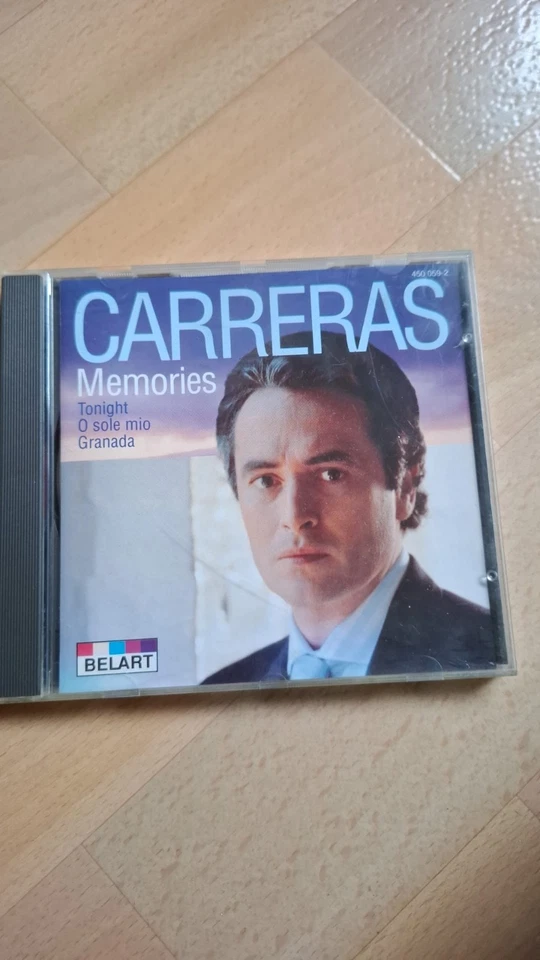 450 059-2
CARRERAS
Memories
Tonight
O sole mio
Granada
BELART